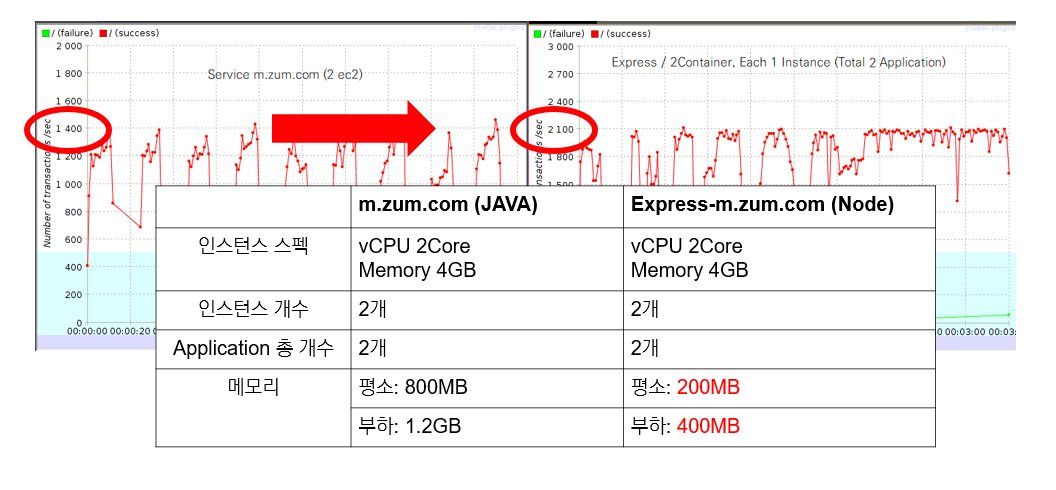 / (failure) / (success)
jmeter-plugins
2 000
1 800
1 600
1 400
1 200
1 000
800
600
400
200
0
Number of transactions /sec
Service m.zum.com (2 ec2)
00:00:00 00:00:20
/ (failure) / (success)
jmeter-plugins
3 000
2 700
2 400
2 100
1 800
1 500
Express / 2Container, Each 1 Instance (Total 2 Application)
00:03:00
m.zum.com (JAVA) Express-m.zum.com (Node)
인스턴스 스펙 vCPU 2Core vCPU 2Core
Memory 4GB Memory 4GB
인스턴스 개수 2개 2개
Application 총 개수 2개 2개
메모리 평소: 800MB 평소: 200MB
부하: 1.2GB 부하: 400MB